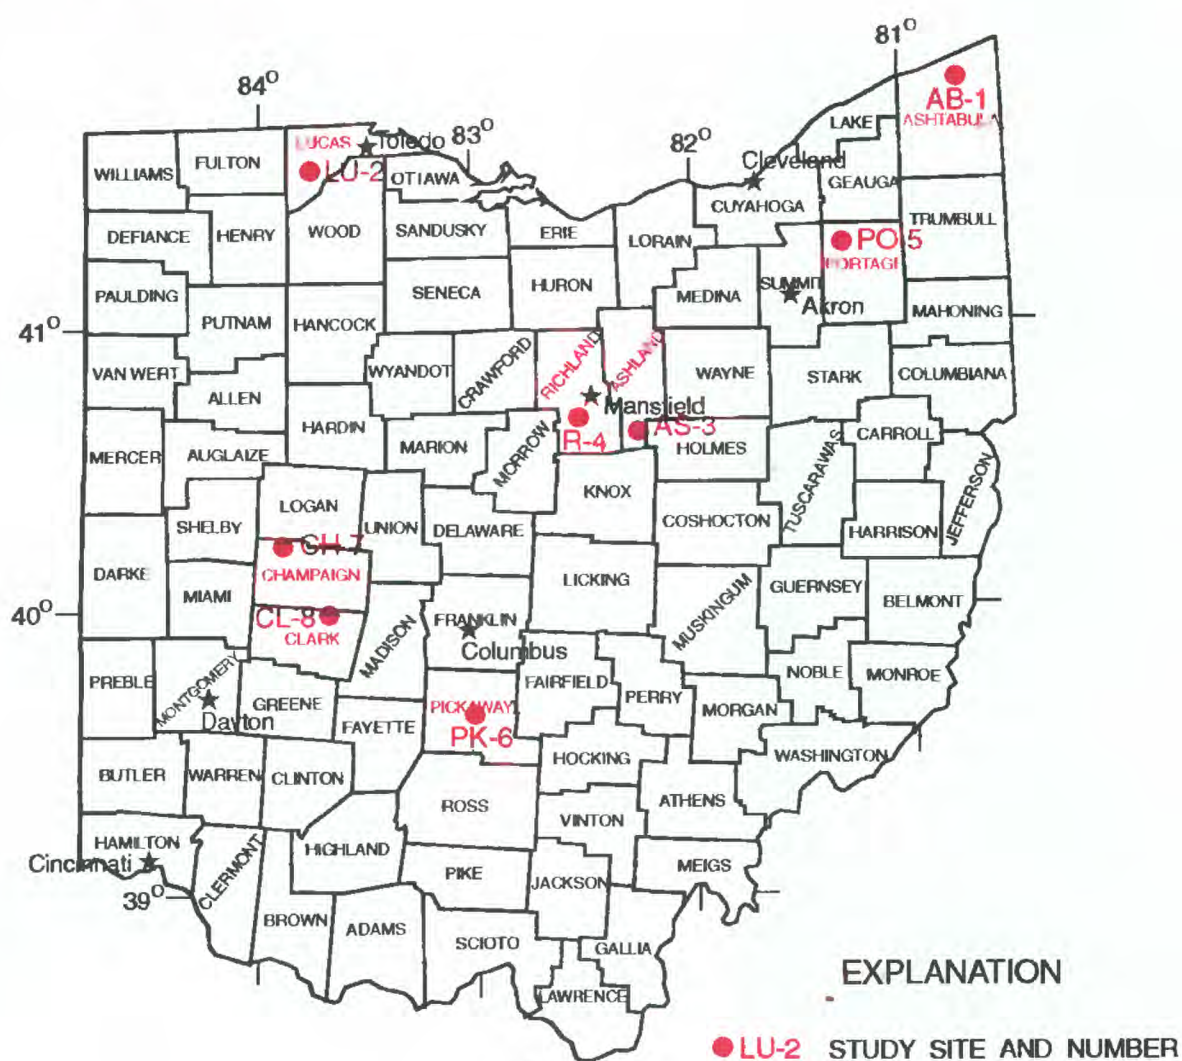 81°
84°
AB-1
ASHTABULA
LAKE
83°
82°
LUCAS
Toledo
Cleveland
WILLIAMS
FULTON
LU-2
OTIAWA
GEAUGA
CUYAHOGA
TRUMBULL
DEFIANCE
HENRY
WOOD
SANDUSKY
ERIE
LORAIN
PO-5
PORTAGE
PAULDING
SENECA
HURON
MEDINA
SUMMIT
Akron
MAHONING
PUTNAM
HANCOCK
41°
VAN WERT
WYANDOT
CRAWFORD
RICHLAND
ASHLAND
WAYNE
STARK
COLUMBIANA
ALLEN
Mansfield
HARDIN
R-4
AS-3
CARROLL
MERCER
AUGLAIZE
MARION
MORROW
HOLMES
TUSCARAWAS
JEFFERSON
LOGAN
KNOX
SHELBY
UNION
DELAWARE
COSHOCTON
HARRISON
CH-7
DARKE
CHAMPAIGN
LICKING
GUERNSEY
MIAMI
MUSKINGUM
BELMONT
40°
CL-8
CLARK
MADISON
FRANKLIN
Columbus
PREBLE
MONTGOMERY
GREENE
FAIRFIELD
PERRY
NOBLE
MONROE
Dayton
FAYETTE
PICKAWAY
PK-6
MORGAN
BUTLER
WARREN
CLINTON
HOCKING
WASHINGTON
ROSS
ATHENS
VINTON
HAMILTON
Cincinnati
CLERMONT
HIGHLAND
PIKE
JACKSON
MEIGS
39°
BROWN
ADAMS
SCIOTO
GALLIA
LAWRENCE
EXPLANATION
LU-2 STUDY SITE AND NUMBER